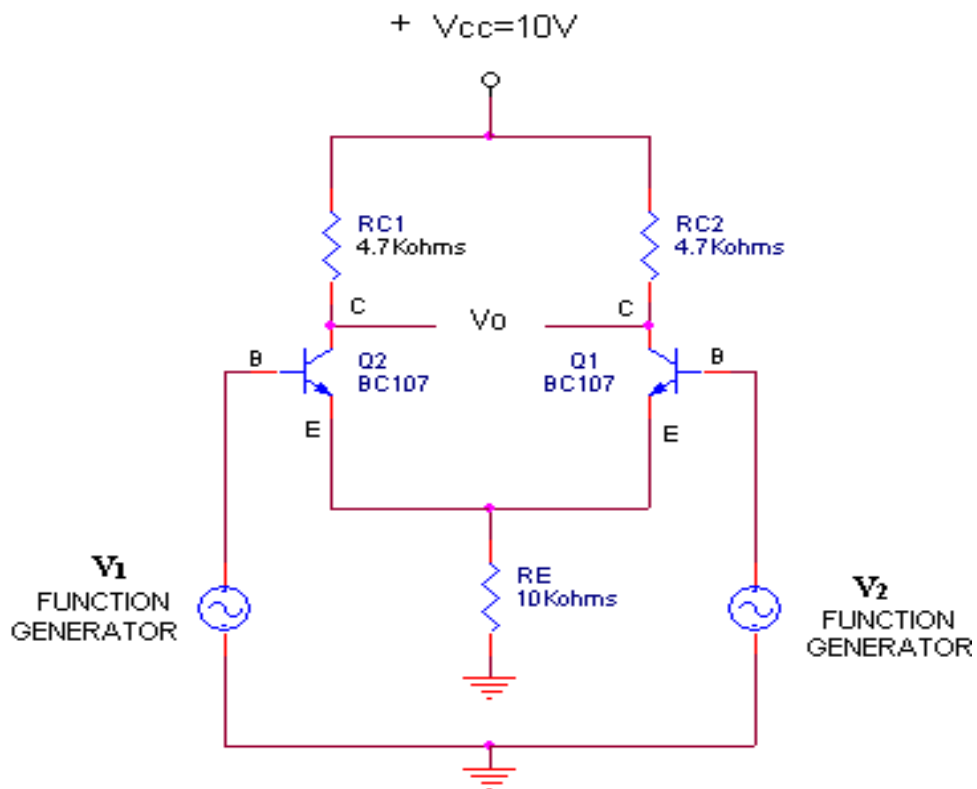 + Vcc=10V
RC1
4.7Kohms
RC2
4.7Kohms
C
Vo
C
B
Q2
BC107
Q1
BC107
B
E
E
V1
FUNCTION
GENERATOR
RE
10Kohms
V2
FUNCTION
GENERATOR